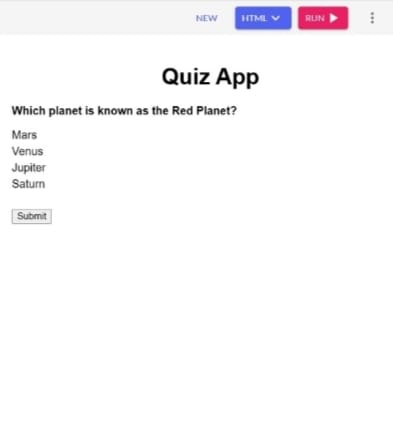 NEW HTML RUN
Quiz App
Which planet is known as the Red Planet?
Mars
Venus
Jupiter
Saturn
Submit